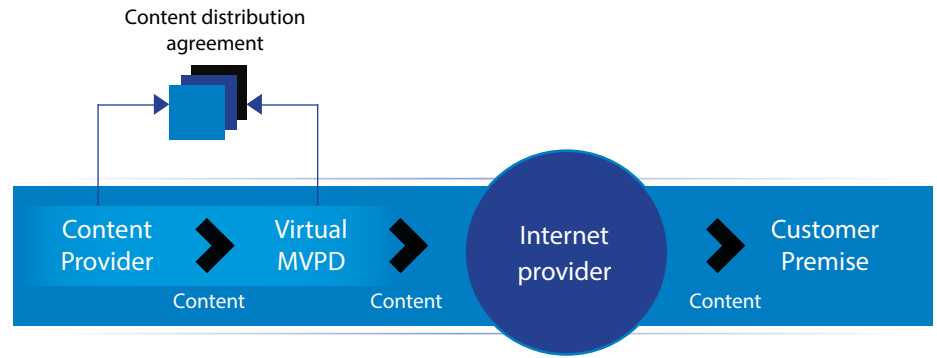 Content distribution
agreement
Content
Provider
Virtual
MVPD
Internet
provider
Customer
Premise
Content
Content
Content